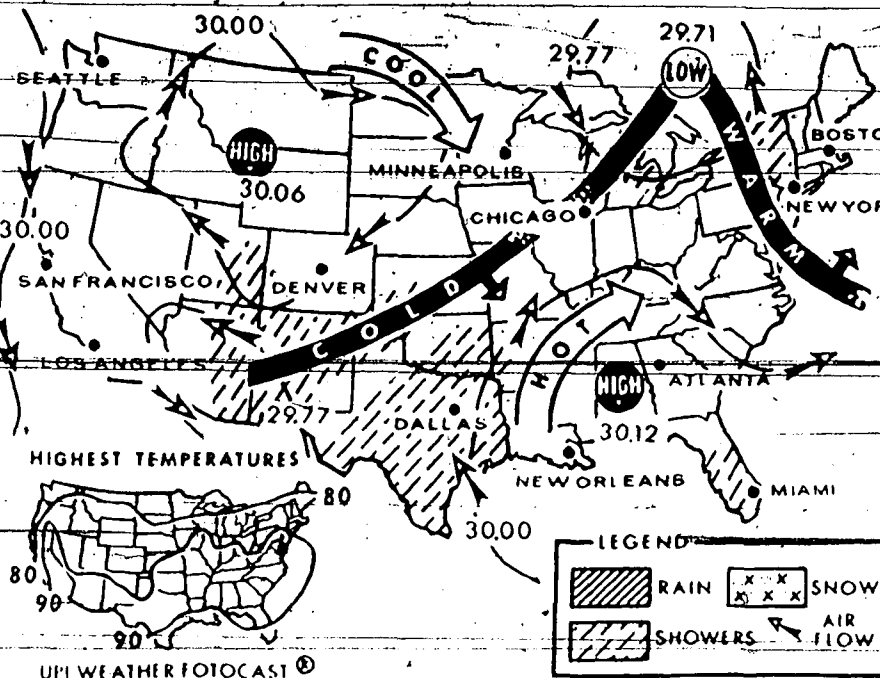 30.00
29.71
COOL
29.77
LOW
SEATTLE
WARM
BOSTO
HIGH
MINNEAPOLIS
30.06
NEW YOR
CHICAGO
30.00
SAN FRANCISCO
DENVER
COLD
HOT
LOS ANGELES
HIGH
ATLANTA
29.77
DALLAS
30.12
HIGHEST TEMPERATURES
NEW ORLEANS
MIAMI
80
30.00
LEGEND
80
RAIN
SNOW
90
AIR
FLOW
SHOWERS
90
UPI WEATHER FOTOCAST ®